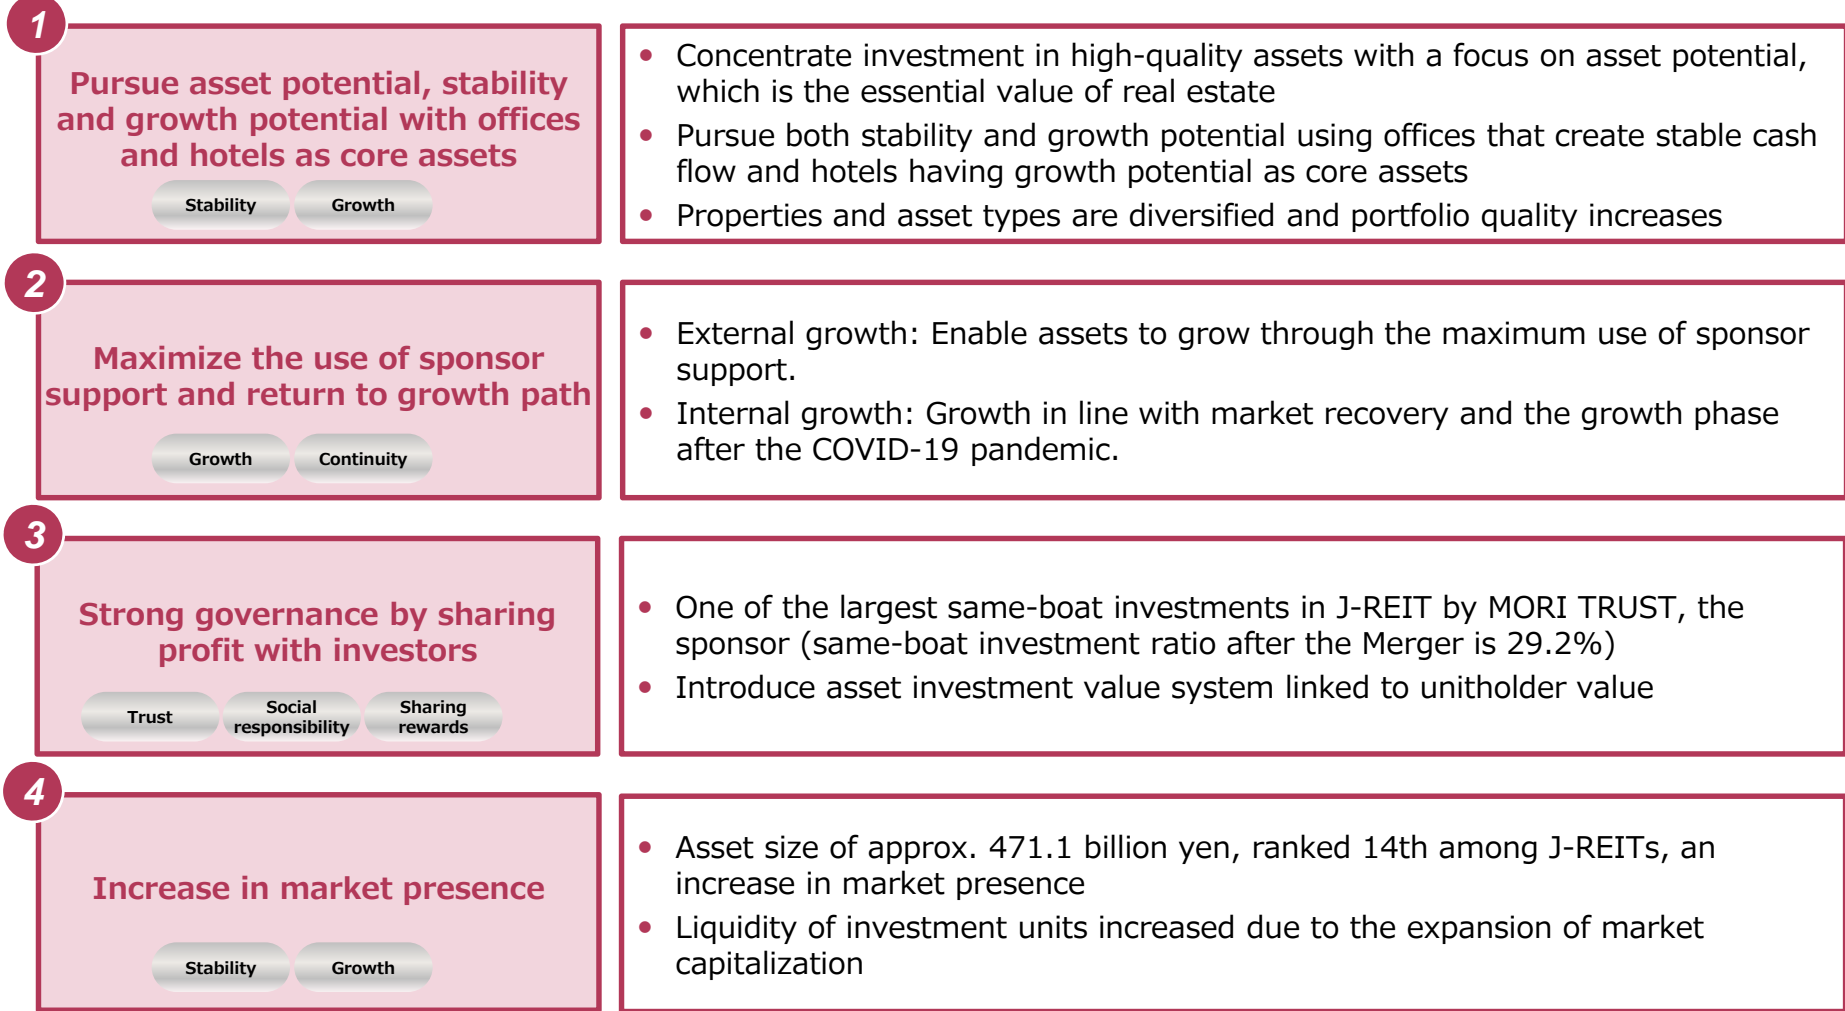 1
Pursue asset potential, stability
and growth potential with offices
and hotels as core assets
Stability Growth
• Concentrate investment in high-quality assets with a focus on asset potential,
which is the essential value of real estate
• Pursue both stability and growth potential using offices that create stable cash
flow and hotels having growth potential as core assets
• Properties and asset types are diversified and portfolio quality increases
2
Maximize the use of sponsor
support and return to growth path
Growth Continuity
• External growth: Enable assets to grow through the maximum use of sponsor
support.
• Internal growth: Growth in line with market recovery and the growth phase
after the COVID-19 pandemic.
3
Strong governance by sharing
profit with investors
Trust
Social
responsibility
Sharing
rewards
• One of the largest same-boat investments in J-REIT by MORI TRUST, the
sponsor (same-boat investment ratio after the Merger is 29.2%)
• Introduce asset investment value system linked to unitholder value
4
Increase in market presence
Stability Growth
• Asset size of approx. 471.1 billion yen, ranked 14th among J-REITs, an
increase in market presence
• Liquidity of investment units increased due to the expansion of market
capitalization